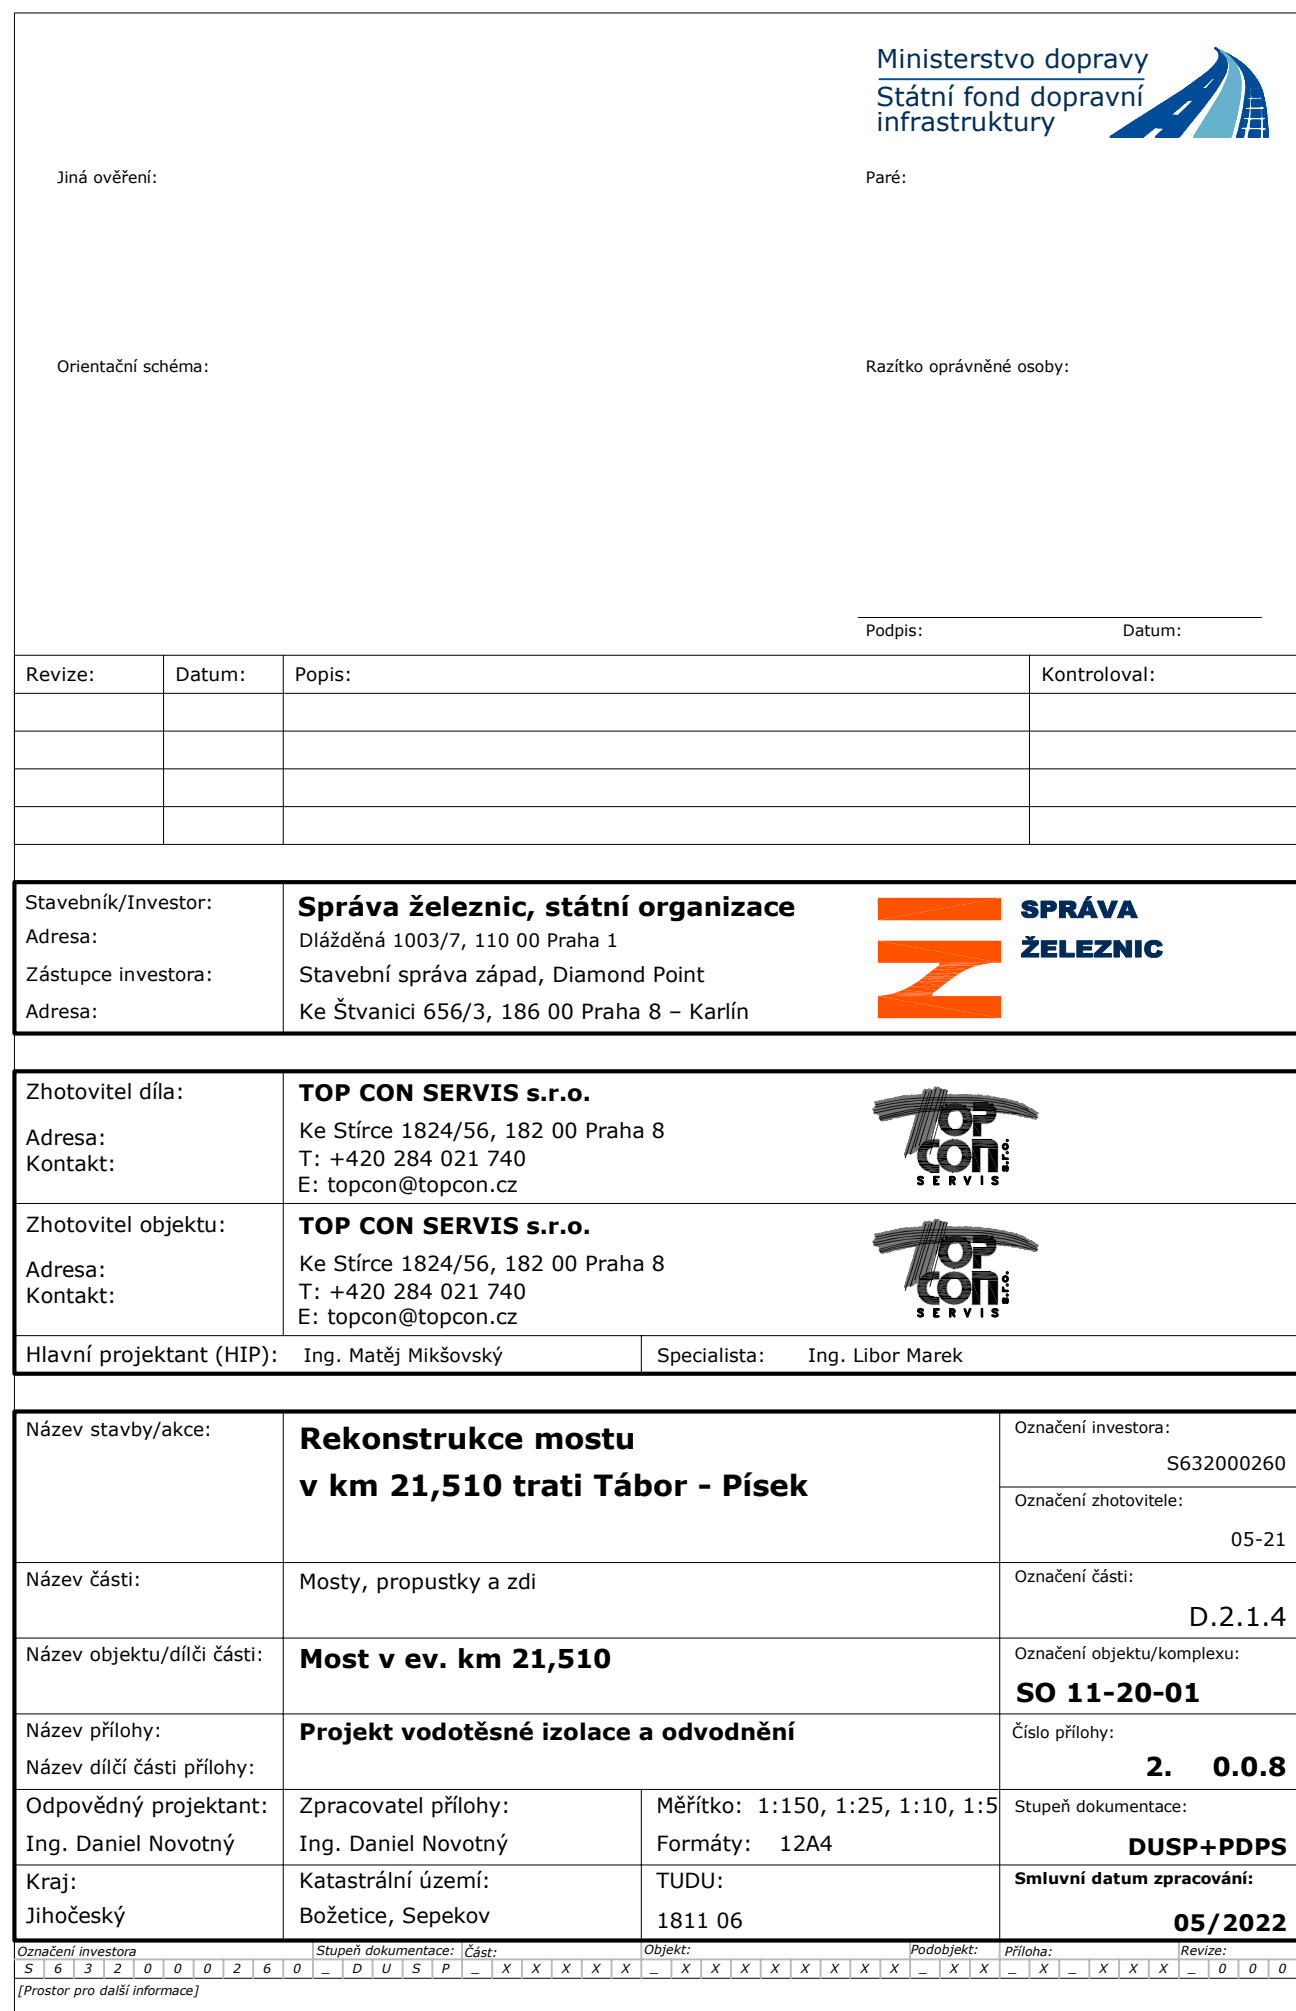 Ministerstvo dopravy
Státní fond dopravní
infrastruktury
Jiná ověření:
Paré:
Orientační schéma:
Razítko oprávněné osoby:
Podpis: Datum:
Revize: Datum: Popis: Kontroloval:
Stavebník/Investor: Správa železnic, státní organizace
SPRÁVA
ŽELEZNIC
Adresa: Dlážděná 1003/7, 110 00 Praha 1
Zástupce investora: Stavební správa západ, Diamond Point
Adresa: Ke Štvanici 656/3, 186 00 Praha 8 – Karlín
Zhotovitel díla: TOP CON SERVIS s.r.o.
Adresa: Ke Stírce 1824/56, 182 00 Praha 8
Kontakt: T: +420 284 021 740
E: topcon@topcon.cz
TOP
CON s.r.o.
SERVIS
Zhotovitel objektu: TOP CON SERVIS s.r.o.
Adresa: Ke Stírce 1824/56, 182 00 Praha 8
Kontakt: T: +420 284 021 740
E: topcon@topcon.cz
TOP
CON s.r.o.
SERVIS
Hlavní projektant (HIP): Ing. Matěj Mikšovský Specialista: Ing. Libor Marek
Název stavby/akce: Rekonstrukce mostu
v km 21,510 trati Tábor - Písek
Označení investora:
S632000260
Označení zhotovitele:
05-21
Název části: Mosty, propustky a zdi
Označení části:
D.2.1.4
Název objektu/dílči části: Most v ev. km 21,510
Označení objektu/komplexu:
SO 11-20-01
Název přílohy: Projekt vodotěsné izolace a odvodnění
Číslo přílohy:
Název dílčí části přílohy: 2. 0.0.8
Odpovědný projektant: Zpracovatel přílohy: Měřítko: 1:150, 1:25, 1:10, 1:5 Stupeň dokumentace:
Ing. Daniel Novotný Ing. Daniel Novotný Formáty: 12A4 DUSP+PDPS
Kraj: Katastrální území: TUDU: Smluvní datum zpracování:
Jihočeský Božetice, Sepekov 1811 06 05/2022
Označení investora Stupeň dokumentace: Část: Objekt: Podobjekt: Příloha: Revize:
S 6 3 2 0 0 0 2 6 0 _ D U S P _ X X X X X _ X X X X X X X X _ X X _ X _ X X X _ 0 0 0
[Prostor pro další informace]